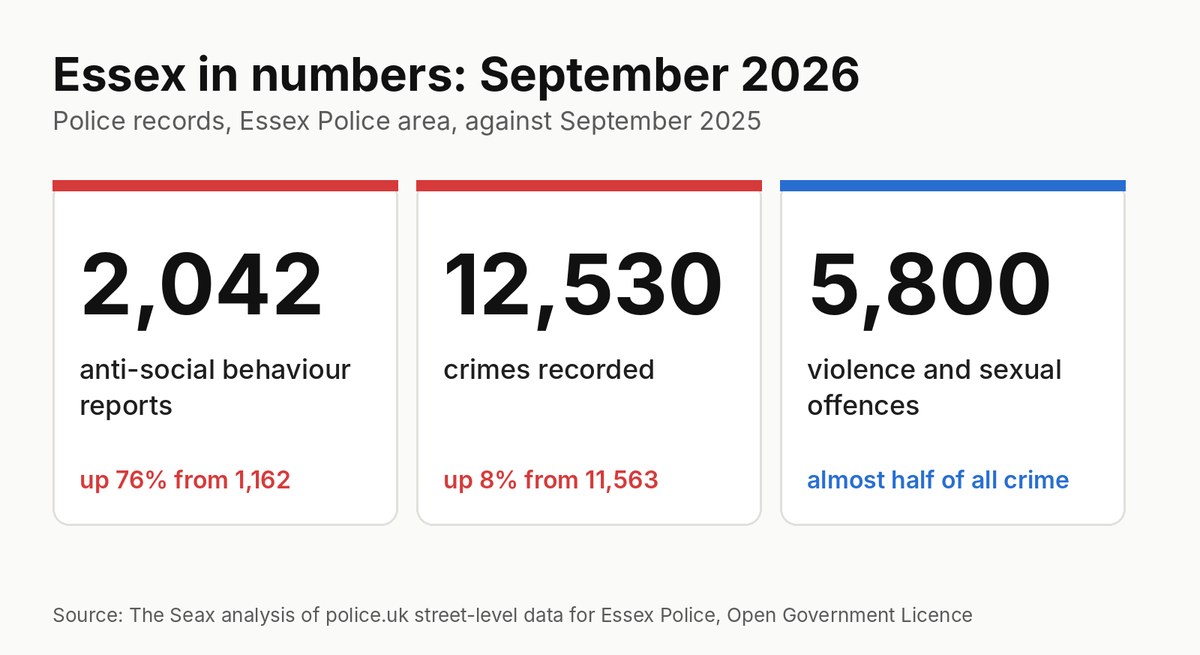 Essex in numbers: September 2026
Police records, Essex Police area, against September 2025
2,042
anti-social behaviour
reports
up 76% from 1,162
12,530
crimes recorded
up 8% from 11,563
5,800
violence and sexual
offences
almost half of all crime
Source: The Seax analysis of police.uk street-level data for Essex Police, Open Government Licence